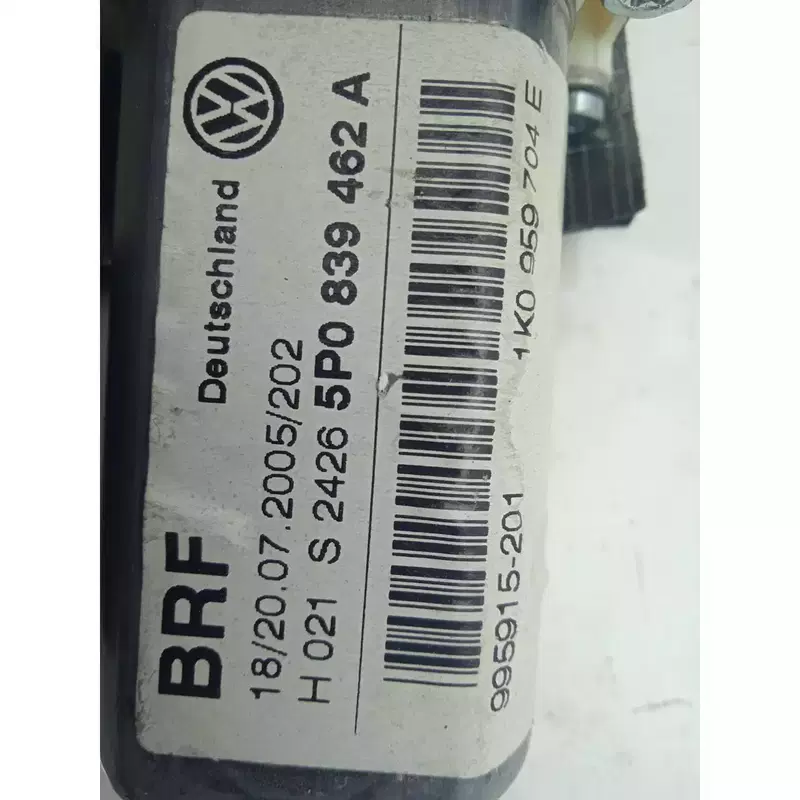 BRF Deutschland
18/20.07.2005/202
H 021 S 2426 5P0 839 462 A
995915-201 1K0 959 704 E